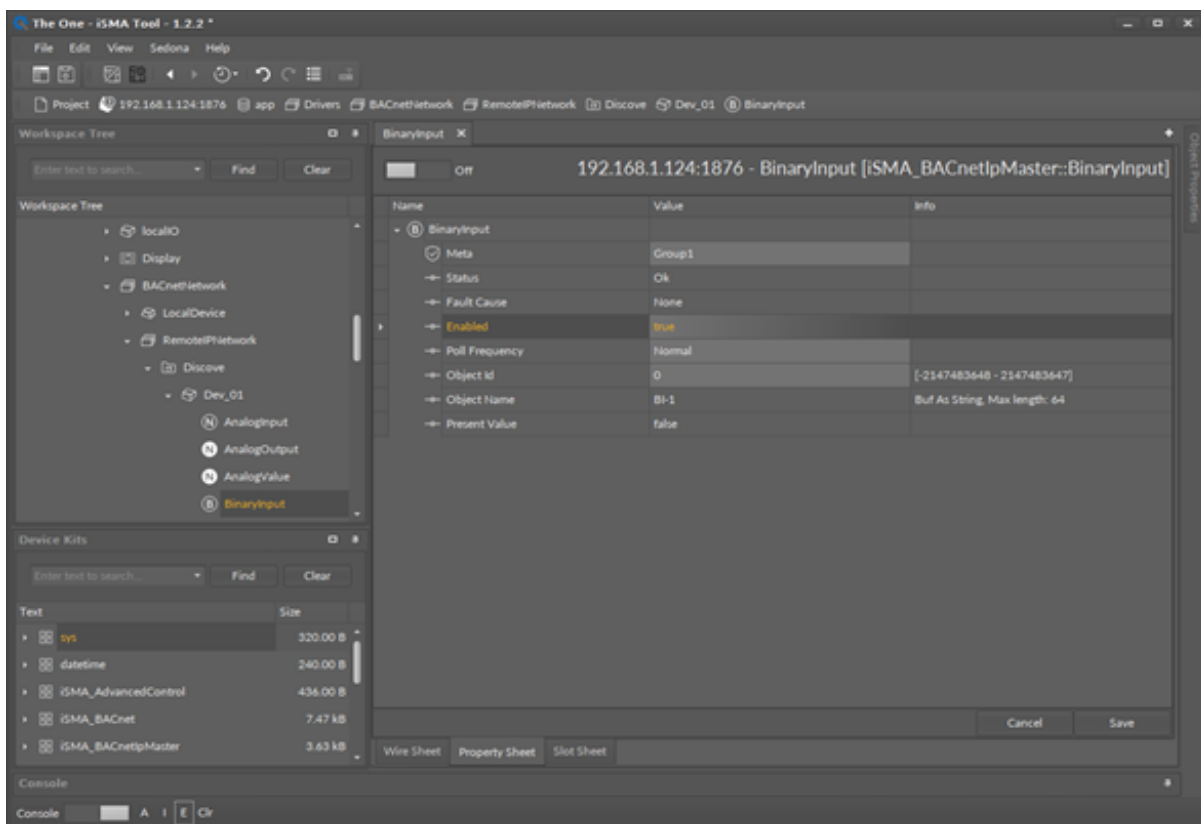 The One - iSMA Tool - 1.2.2 *
File Edit View Sedona Help
Project 192.168.1.124:1876 app Drivers BACnetNetwork RemoteIPNetwork Discove Dev_01 BinaryInput
Workspace Tree
Enter text to search... Find Clear
Workspace Tree
localIO
Display
BACnetNetwork
LocalDevice
RemoteIPNetwork
Discove
Dev_01
N AnalogInput
N AnalogOutput
N AnalogValue
B BinaryInput
Device Kits
Enter text to search... Find Clear
Text Size
sys 320.00 B
datetime 240.00 B
iSMA_AdvancedControl 436.00 B
iSMA_BACnet 7.47 kB
iSMA_BACnetIpMaster 3.63 kB
BinaryInput
Off 192.168.1.124:1876 - BinaryInput [iSMA_BACnetIpMaster::BinaryInput]
Name Value Info
B BinaryInput
Meta Group1
Status Ok
Fault Cause None
Enabled true
Poll Frequency Normal
Object Id 0 [-2147483648 - 2147483647]
Object Name BI-1 Buf As String, Max length: 64
Present Value false
Cancel Save
Wire Sheet Property Sheet Slot Sheet
Object Properties
Console
Console A I E Clr